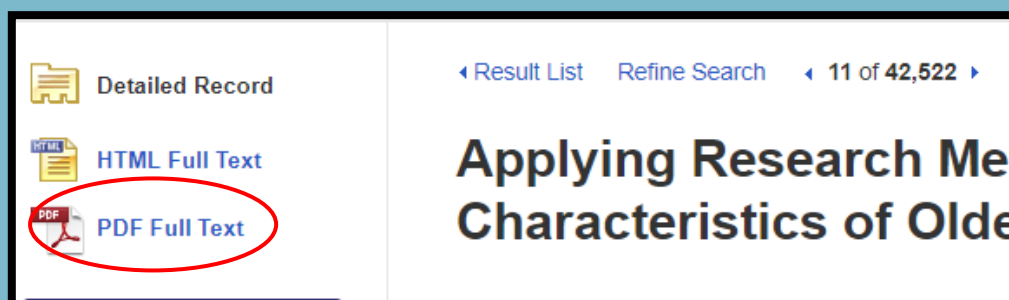 Detailed Record
HTML
HTML Full Text
PDF
PDF Full Text
Result List Refine Search 11 of 42,522
Applying Research Me
Characteristics of Olde